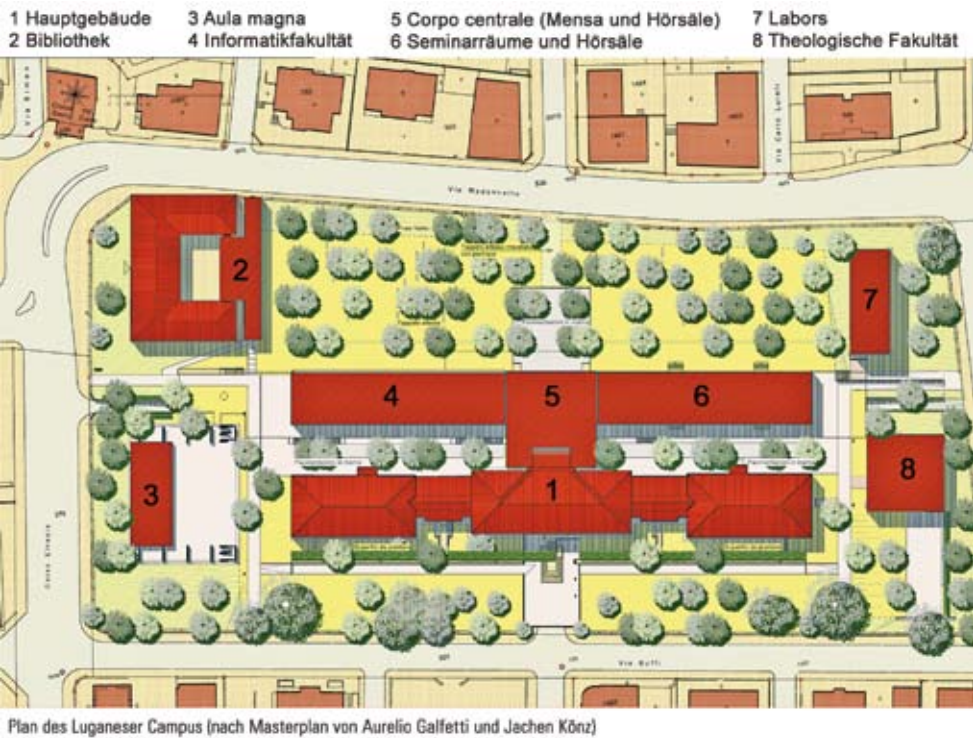 1 Hauptgebäude
2 Bibliothek
3 Aula magna
4 Informatikfakultät
5 Corpo centrale (Mensa und Hörsäle)
6 Seminarräume und Hörsäle
7 Labors
8 Theologische Fakultät
Via Madonnetta
2
7
4
5
6
3
1
8
Via Buffi
Plan des Luganeser Campus (nach Masterplan von Aurelio Galfetti und Jachen Könz)